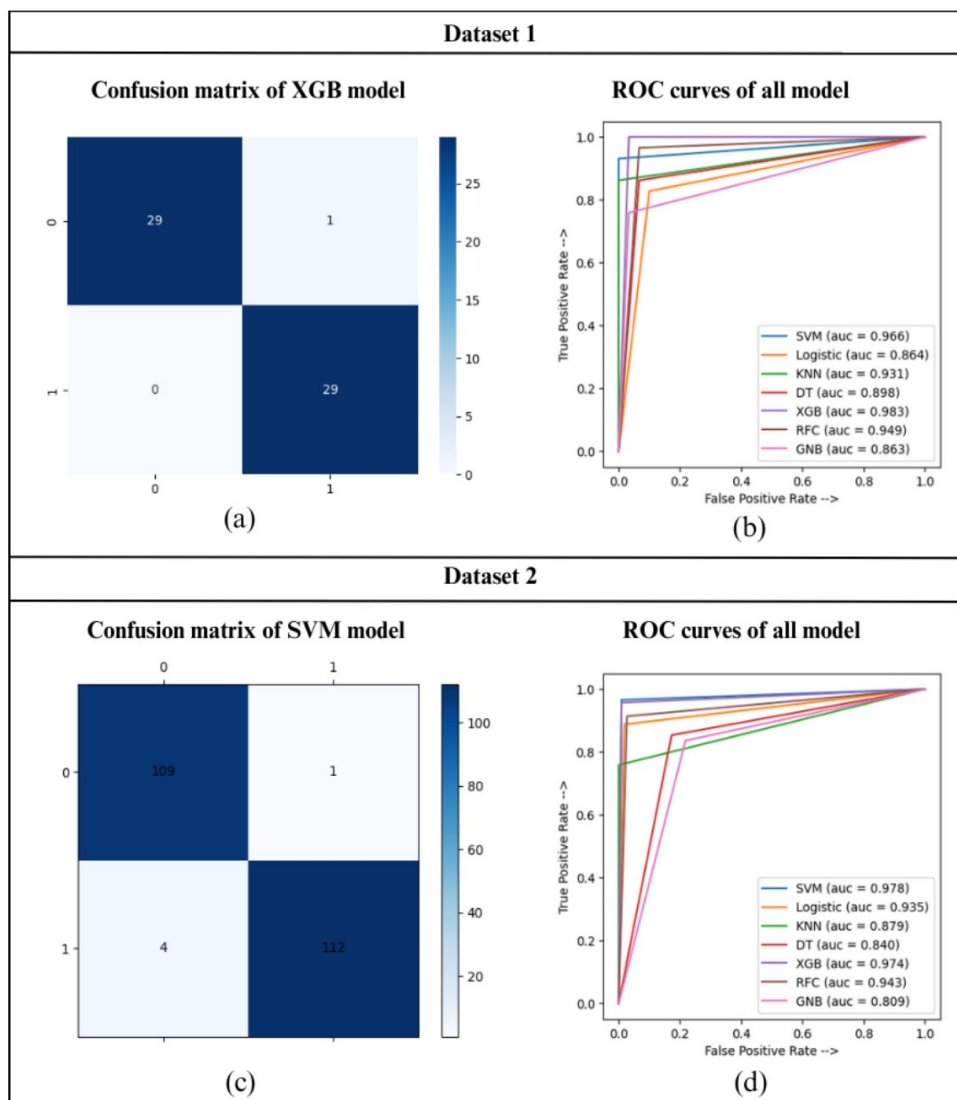 Dataset 1
Confusion matrix of XGB model
ROC curves of all model
29
1
0
29
0
1
0
1
25
20
15
10
5
0
(a)
1.0
0.8
0.6
0.4
0.2
0.0
True Positive Rate -->
SVM (auc = 0.966)
Logistic (auc = 0.864)
KNN (auc = 0.931)
DT (auc = 0.898)
XGB (auc = 0.983)
RFC (auc = 0.949)
GNB (auc = 0.863)
0.0
0.2
0.4
0.6
0.8
1.0
False Positive Rate -->
(b)
Dataset 2
Confusion matrix of SVM model
ROC curves of all model
0
1
0
1
109
1
4
112
100
80
60
40
20
(c)
1.0
0.8
0.6
0.4
0.2
0.0
True Positive Rate -->
SVM (auc = 0.978)
Logistic (auc = 0.935)
KNN (auc = 0.879)
DT (auc = 0.840)
XGB (auc = 0.974)
RFC (auc = 0.943)
GNB (auc = 0.809)
0.0
0.2
0.4
0.6
0.8
1.0
False Positive Rate -->
(d)